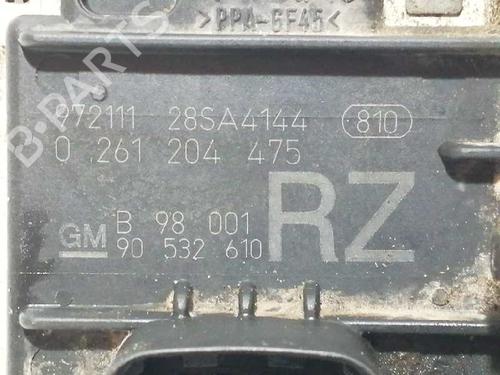 >PPA-GF45<
972111 28SA4144 810
0 261 204 475
GM B 98 001 RZ
90 532 610
B-PARTS